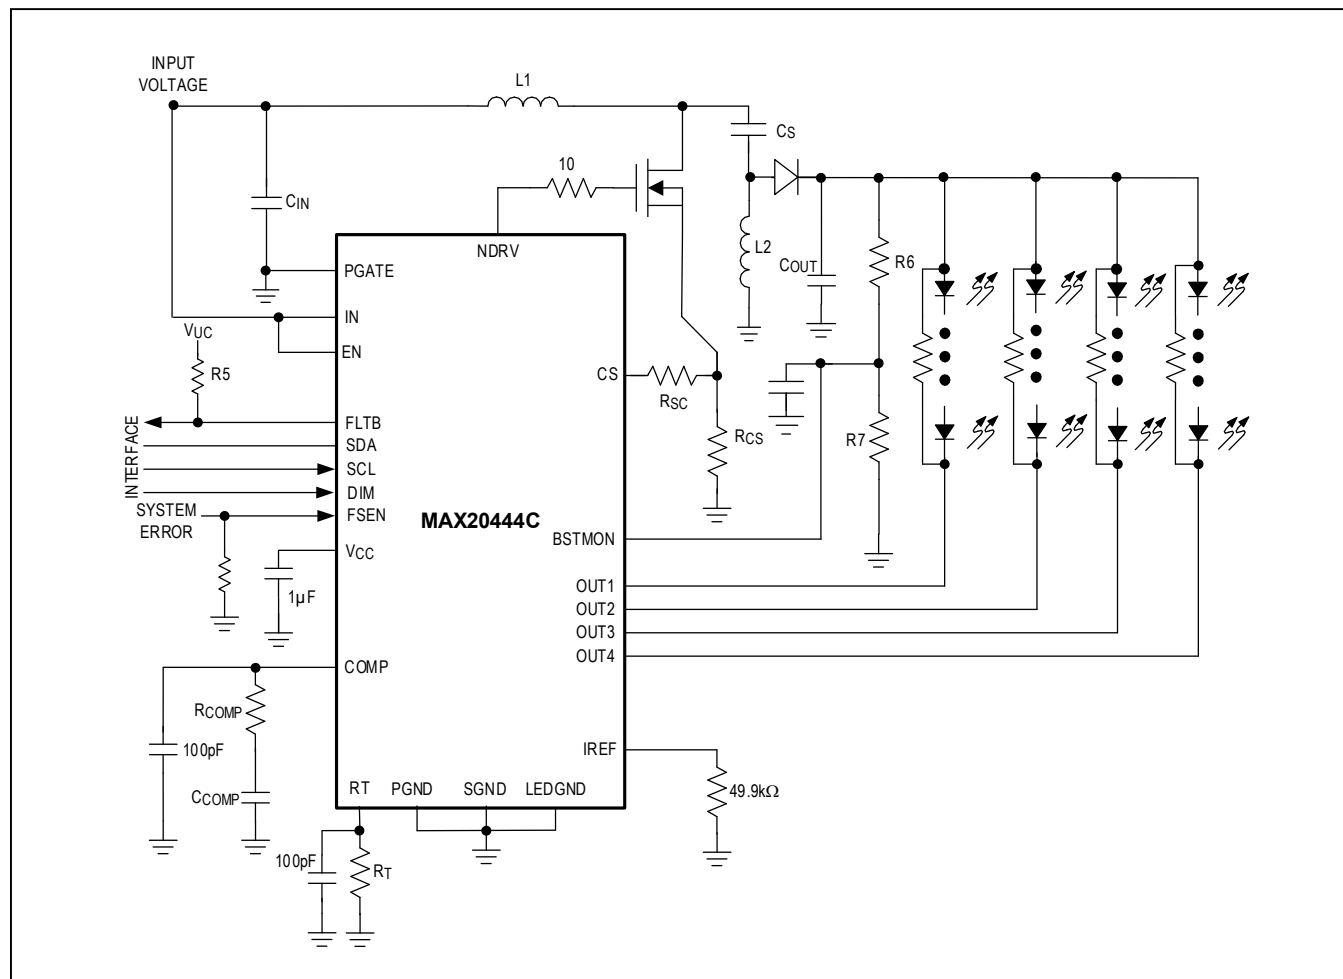 INPUT
VOLTAGE
L1
CS
10
CIN
NDRV
L2
COUT
R6
PGATE
IN
EN
VUC
R5
CS
RSC
RCS
R7
FLTB
SDA
SCL
DIM
FSEN
INTERFACE
SYSTEM
ERROR
MAX20444C
BSTMON
VCC
1µF
OUT1
OUT2
OUT3
OUT4
COMP
RCOMP
100pF
CCOMP
IREF
49.9kΩ
RT
PGND
SGND
LEDGND
100pF
RT